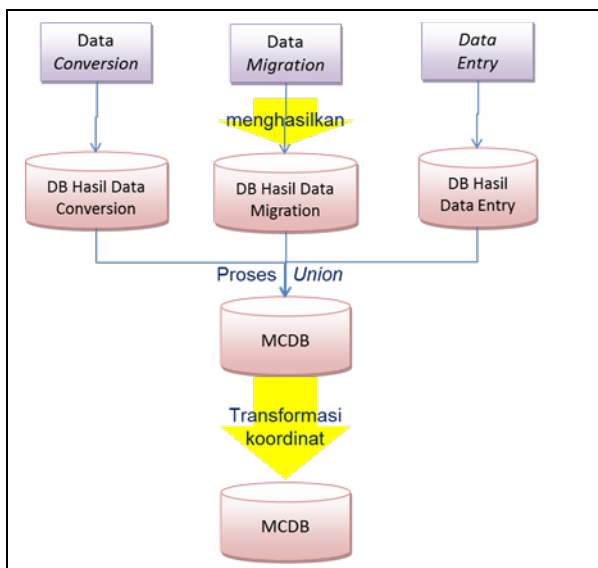 Data
Conversion
Data
Migration
Data
Entry
menghasilkan
DB Hasil Data
Conversion
DB Hasil Data
Migration
DB Hasil
Data Entry
Proses Union
MCDB
Transformasi
koordinat
MCDB